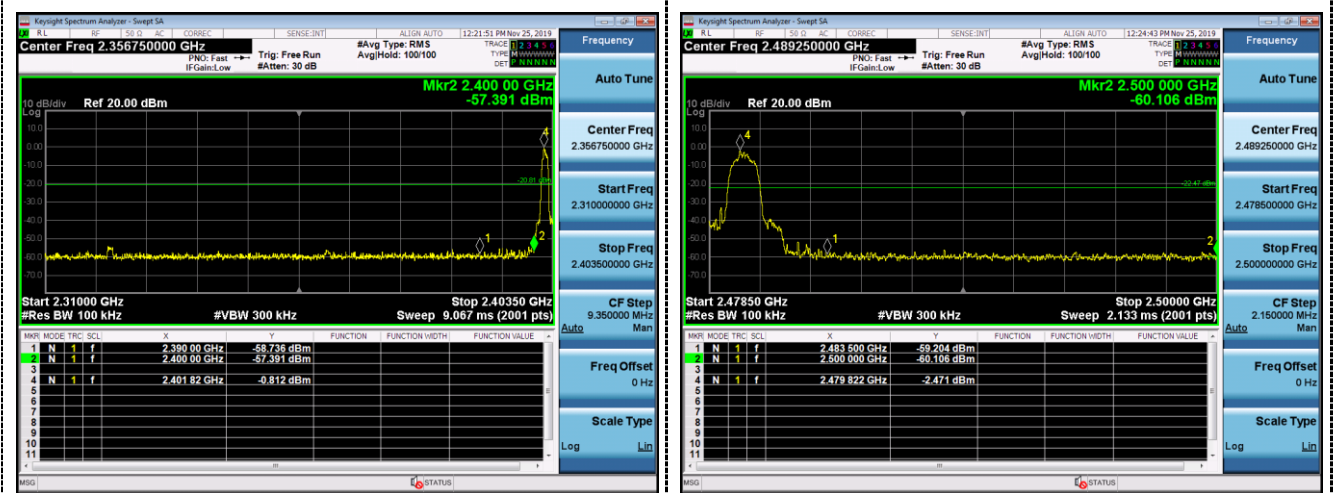 Keysight Spectrum Analyzer - Swept SA
RL RF 50 Ω AC CORREC SENSE:INT ALIGN AUTO 12:21:51 PM Nov 25, 2019
Center Freq 2.356750000 GHz
PNO: Fast
IFGain:Low
Trig: Free Run
#Atten: 30 dB
#Avg Type: RMS
Avg|Hold: 100/100
TRACE 1 2 3 4 5 6
TYPE M W W W W W
DET P N N N N N
Frequency
Mkr2 2.400 00 GHz
-57.391 dBm
10 dB/div Ref 20.00 dBm
Log
10.0
0.00
-10.0
-20.0
-30.0
-40.0
-50.0
-60.0
-70.0
4
-20.81 dBm
1
2
Start 2.31000 GHz Stop 2.40350 GHz
#Res BW 100 kHz #VBW 300 kHz Sweep 9.067 ms (2001 pts)
MKR MODE TRC SCL X Y FUNCTION FUNCTION WIDTH FUNCTION VALUE
1 N 1 f 2.390 00 GHz -58.736 dBm
2 N 1 f 2.400 00 GHz -57.391 dBm
3
4 N 1 f 2.401 82 GHz -0.812 dBm
5
6
7
8
9
10
11
MSG STATUS
Auto Tune
Center Freq
2.356750000 GHz
Start Freq
2.310000000 GHz
Stop Freq
2.403500000 GHz
CF Step
9.350000 MHz
Auto Man
Freq Offset
0 Hz
Scale Type
Log Lin
Keysight Spectrum Analyzer - Swept SA
RL RF 50 Ω AC CORREC SENSE:INT ALIGN AUTO 12:24:43 PM Nov 25, 2019
Center Freq 2.489250000 GHz
PNO: Fast
IFGain:Low
Trig: Free Run
#Atten: 30 dB
#Avg Type: RMS
Avg|Hold: 100/100
TRACE 1 2 3 4 5 6
TYPE M W W W W W
DET P N N N N N
Frequency
Mkr2 2.500 000 GHz
-60.106 dBm
10 dB/div Ref 20.00 dBm
Log
10.0
0.00
-10.0
-20.0
-30.0
-40.0
-50.0
-60.0
-70.0
4
-22.47 dBm
1
2
Start 2.47850 GHz Stop 2.50000 GHz
#Res BW 100 kHz #VBW 300 kHz Sweep 2.133 ms (2001 pts)
MKR MODE TRC SCL X Y FUNCTION FUNCTION WIDTH FUNCTION VALUE
1 N 1 f 2.483 500 GHz -59.204 dBm
2 N 1 f 2.500 000 GHz -60.106 dBm
3
4 N 1 f 2.479 822 GHz -2.471 dBm
5
6
7
8
9
10
11
MSG STATUS
Auto Tune
Center Freq
2.489250000 GHz
Start Freq
2.478500000 GHz
Stop Freq
2.500000000 GHz
CF Step
2.150000 MHz
Auto Man
Freq Offset
0 Hz
Scale Type
Log Lin